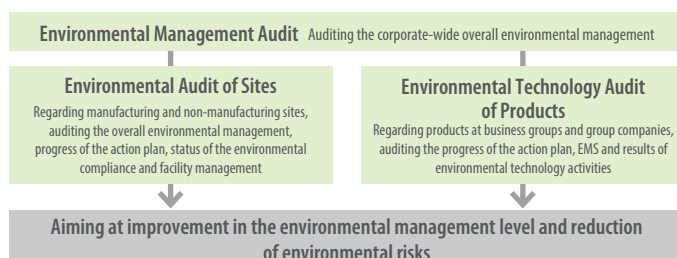 Environmental Management Audit Auditing the corporate-wide overall environmental management
Environmental Audit of Sites
Regarding manufacturing and non-manufacturing sites,
auditing the overall environmental management,
progress of the action plan, status of the environmental
compliance and facility management
Environmental Technology Audit
of Products
Regarding products at business groups and group companies,
auditing the progress of the action plan, EMS and results of
environmental technology activities
Aiming at improvement in the environmental management level and reduction
of environmental risks